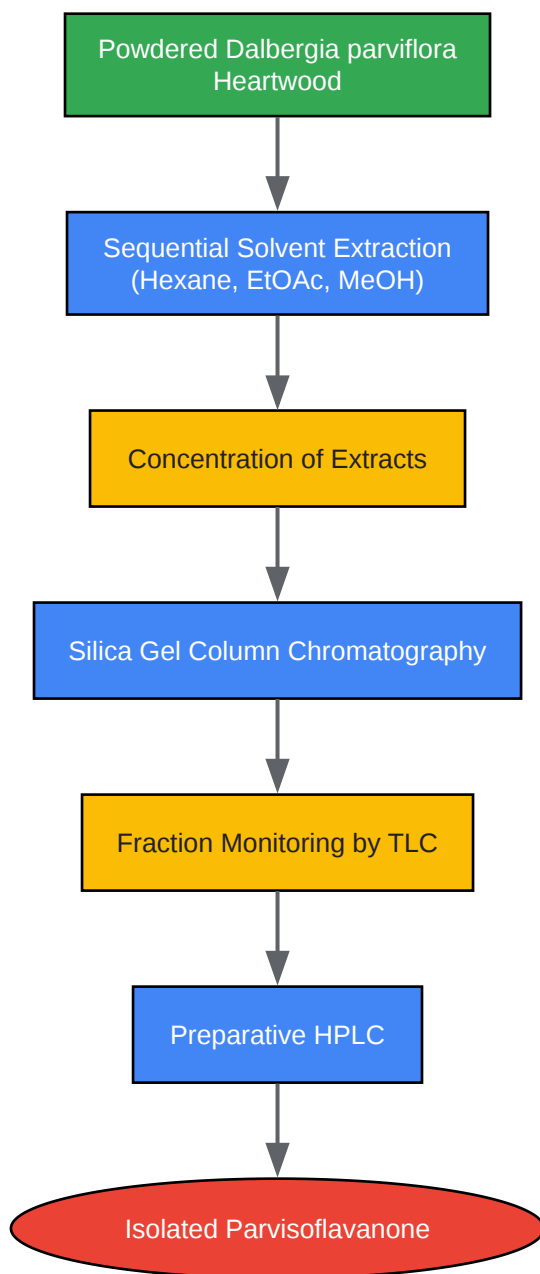 Powdered Dalbergia parviflora
Heartwood
Sequential Solvent Extraction
(Hexane, EtOAc, MeOH)
Concentration of Extracts
Silica Gel Column Chromatography
Fraction Monitoring by TLC
Preparative HPLC
Isolated Parvisoflavanone